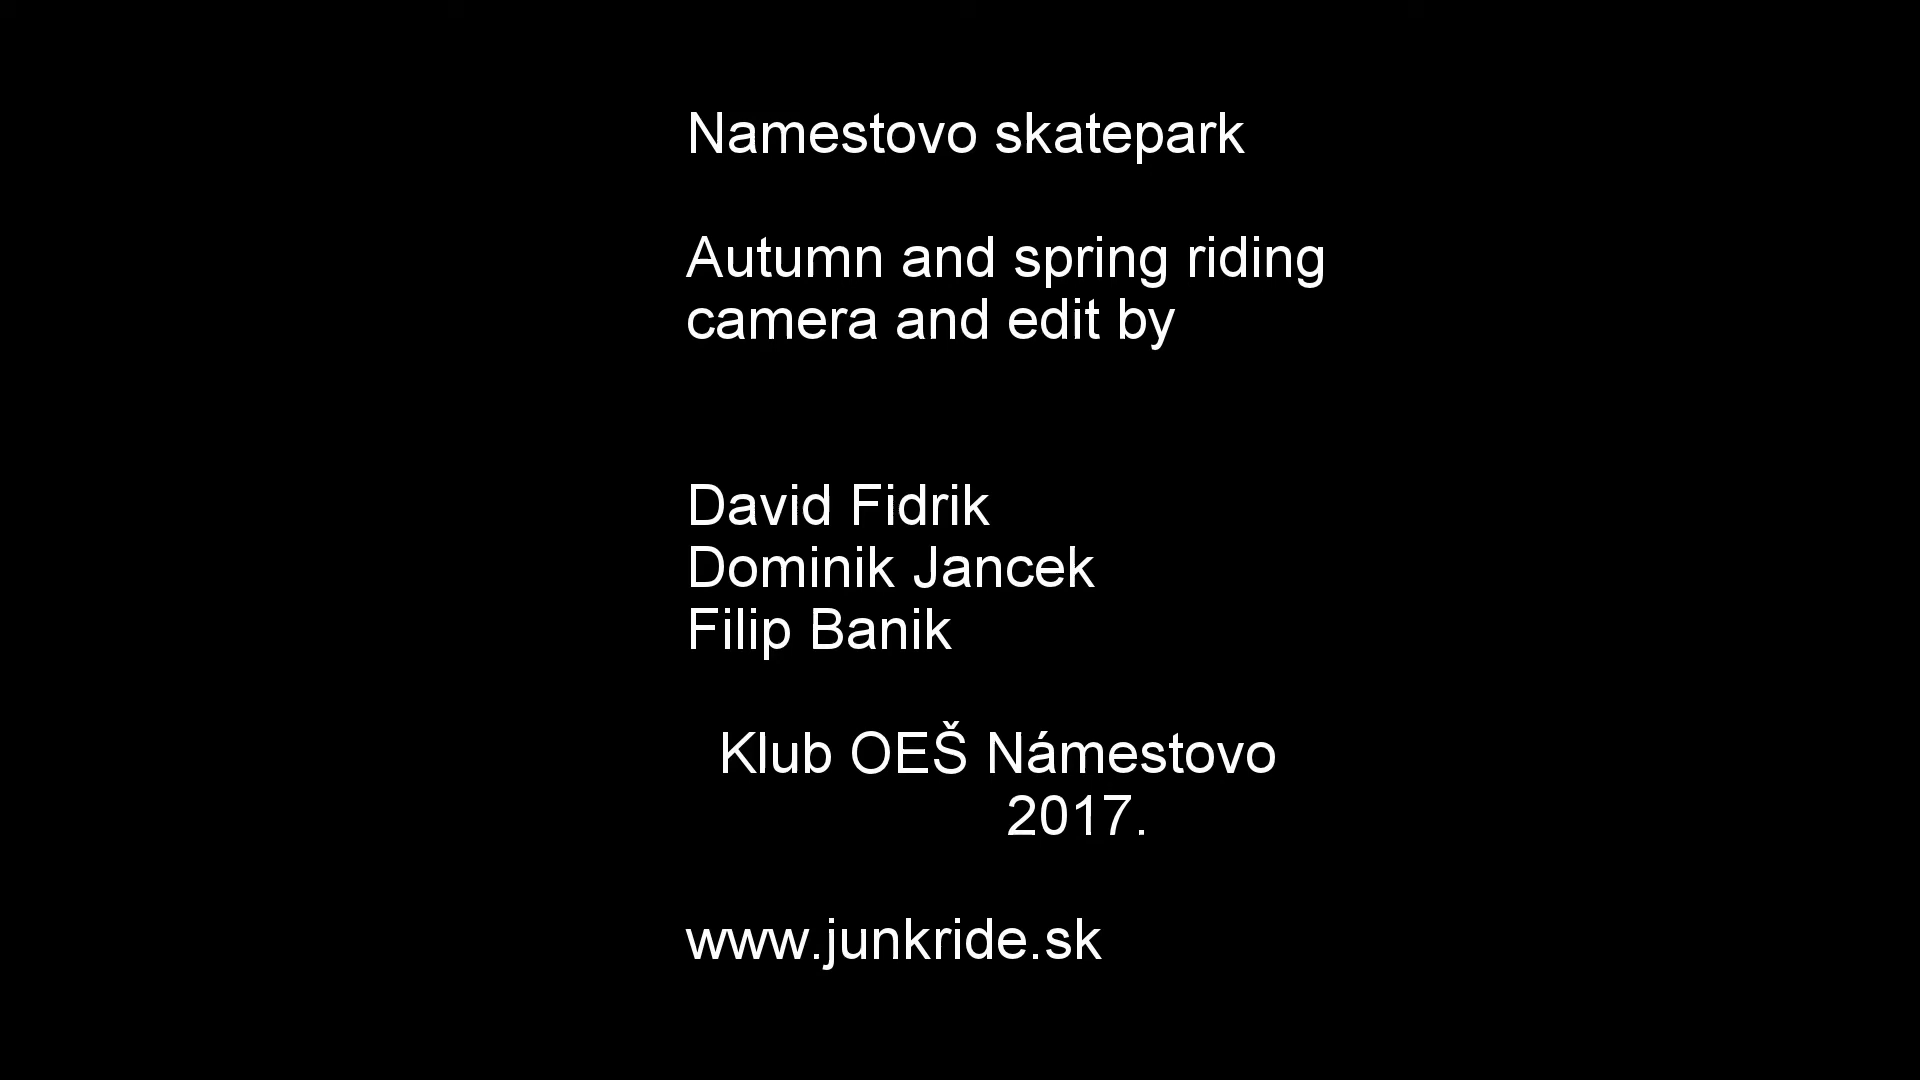 Namestovo skatepark
Autumn and spring riding
camera and edit by
David Fidrik
Dominik Jancek
Filip Banik
Klub OEŠ Námestovo
2017.
www.junkride.sk